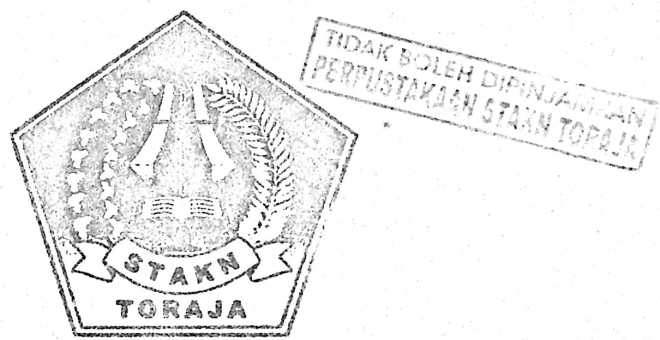 TIDAK BOLEH DIPINJAMKAN
PERPUSTAKAAN STAKN TORAJA
STAKN
TORAJA